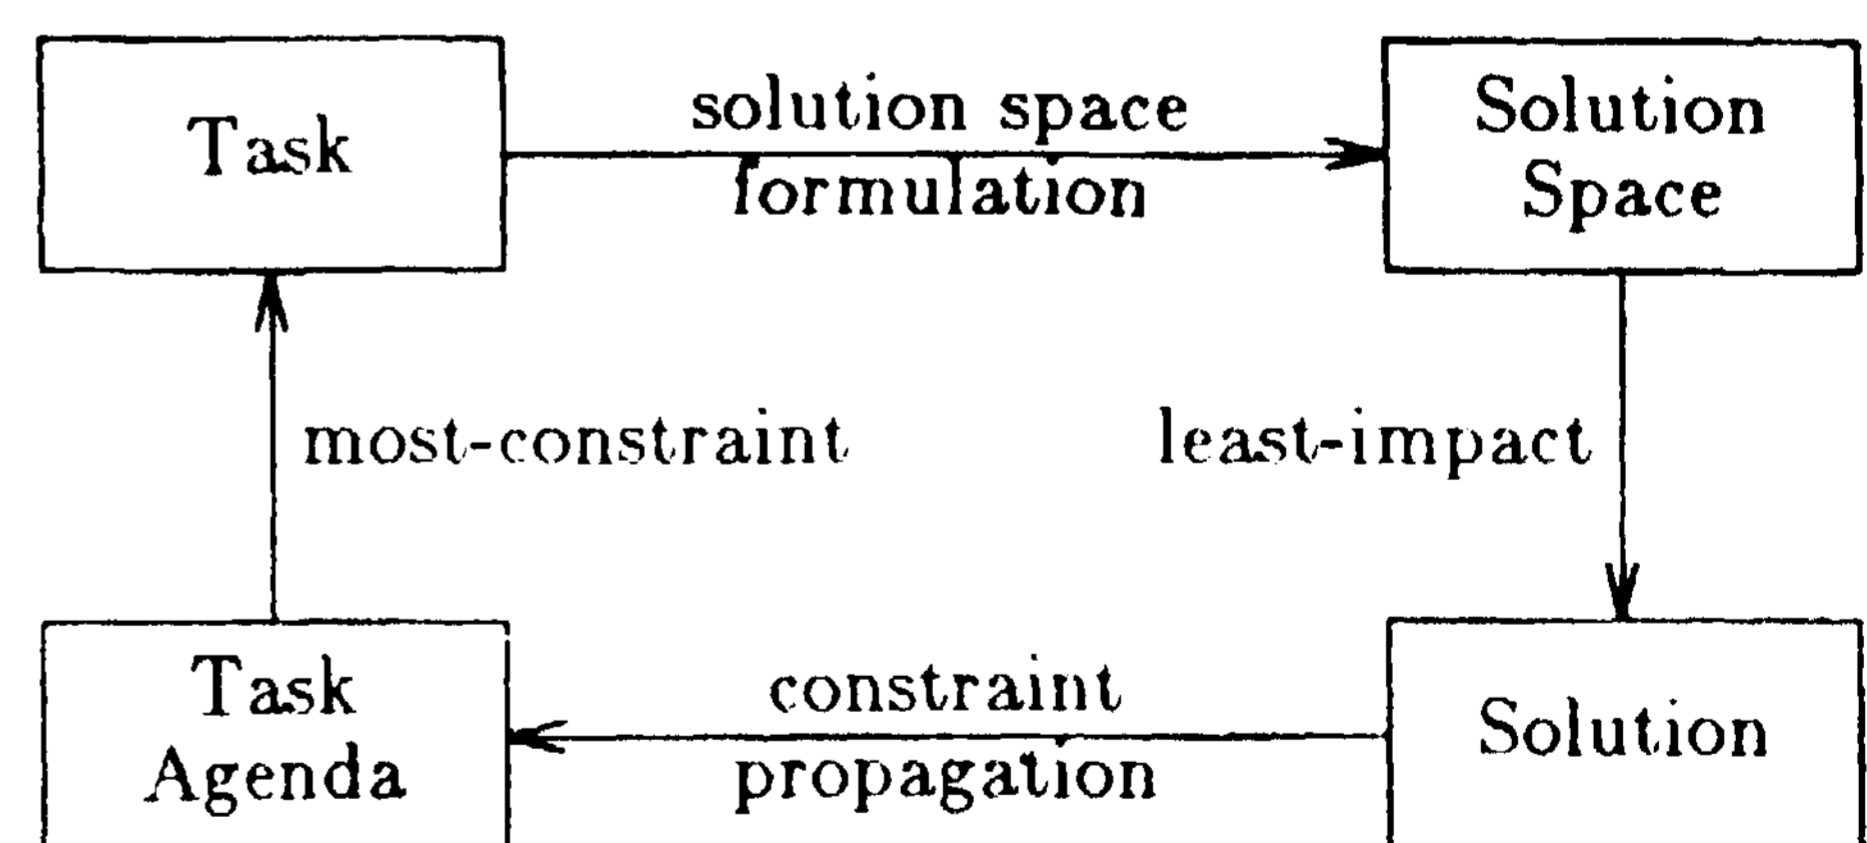 Task
solution space
formulation
Solution
Space
most-constraint
least-impact
Task
Agenda
constraint
propagation
Solution